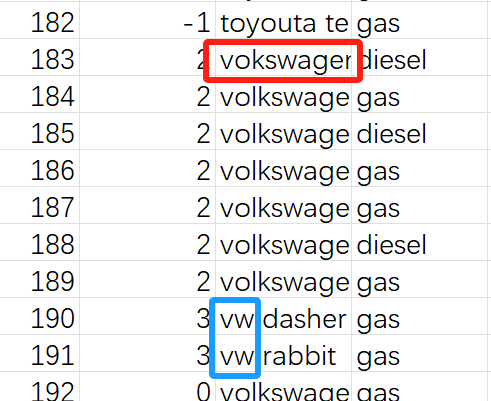 182 -1 toyouta te gas
183 2 vokswager diesel
184 2 volkswage gas
185 2 volkswage diesel
186 2 volkswage gas
187 2 volkswage gas
188 2 volkswage diesel
189 2 volkswage gas
190 3 vw dasher gas
191 3 vw rabbit gas
192 0 volkswage gas